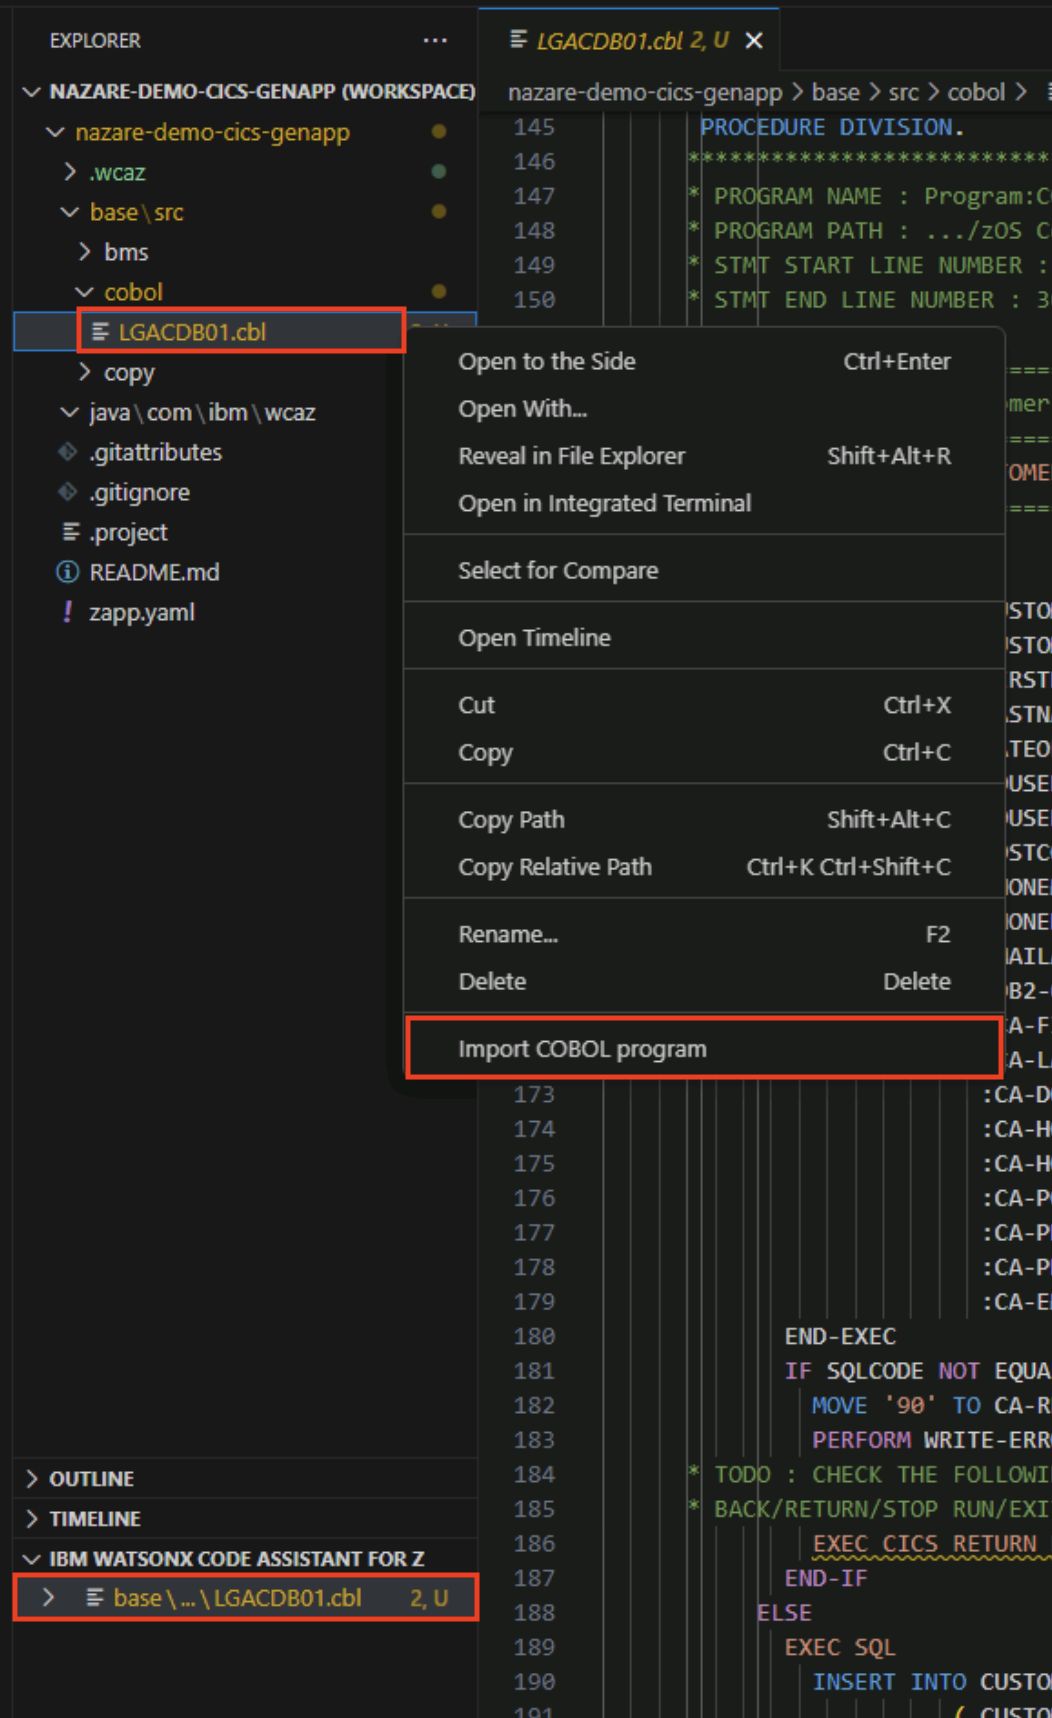 EXPLORER
NAZARE-DEMO-CICS-GENAPP (WORKSPACE)
nazare-demo-cics-genapp
.wcaz
base\src
bms
cobol
LGACDB01.cbl
copy
java\com\ibm\wcaz
.gitattributes
.gitignore
.project
README.md
! zapp.yaml
OUTLINE
TIMELINE
IBM WATSONX CODE ASSISTANT FOR Z
base\...\LGACDB01.cbl 2, U
Open to the Side Ctrl+Enter
Open With...
Reveal in File Explorer Shift+Alt+R
Open in Integrated Terminal
Select for Compare
Open Timeline
Cut Ctrl+X
Copy Ctrl+C
Copy Path Shift+Alt+C
Copy Relative Path Ctrl+K Ctrl+Shift+C
Rename... F2
Delete Delete
Import COBOL program
LGACDB01.cbl 2, U
nazare-demo-cics-genapp > base > src > cobol >
145 PROCEDURE DIVISION.
146 **************************
147 * PROGRAM NAME : Program:C
148 * PROGRAM PATH : .../zOS C
149 * STMT START LINE NUMBER :
150 * STMT END LINE NUMBER : 3
173 :CA-D
174 :CA-H
175 :CA-H
176 :CA-P
177 :CA-P
178 :CA-P
179 :CA-E
180 END-EXEC
181 IF SQLCODE NOT EQUA
182 MOVE '90' TO CA-R
183 PERFORM WRITE-ERR
184 * TODO : CHECK THE FOLLOWI
185 * BACK/RETURN/STOP RUN/EXI
186 EXEC CICS RETURN
187 END-IF
188 ELSE
189 EXEC SQL
190 INSERT INTO CUSTO
191 ( CUSTO